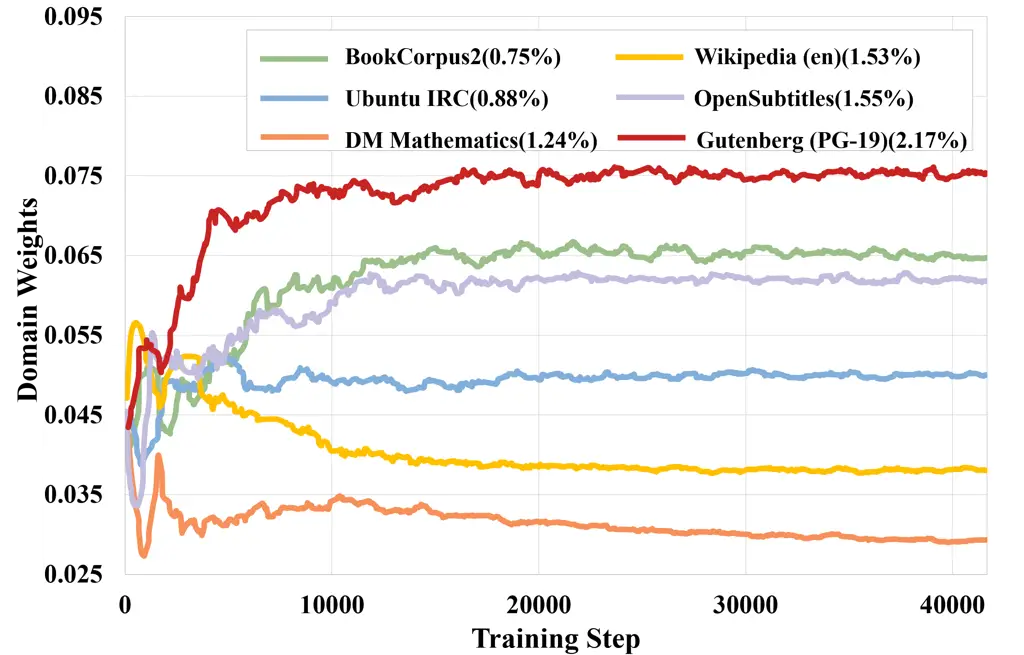 0.095
0.085
0.075
0.065
0.055
0.045
0.035
0.025
Domain Weights
BookCorpus2(0.75%)
Wikipedia (en)(1.53%)
Ubuntu IRC(0.88%)
OpenSubtitles(1.55%)
DM Mathematics(1.24%)
Gutenberg (PG-19)(2.17%)
0 10000 20000 30000 40000
Training Step